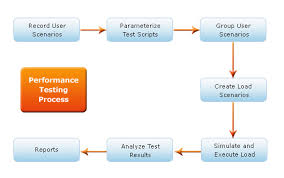 Record User
Scenarios
Parameterize
Test Scripts
Group User
Scenarios
Performance
Testing
Process
Create Load
Scenarios
Reports
Analyze Test
Results
Simulate and
Execute Load